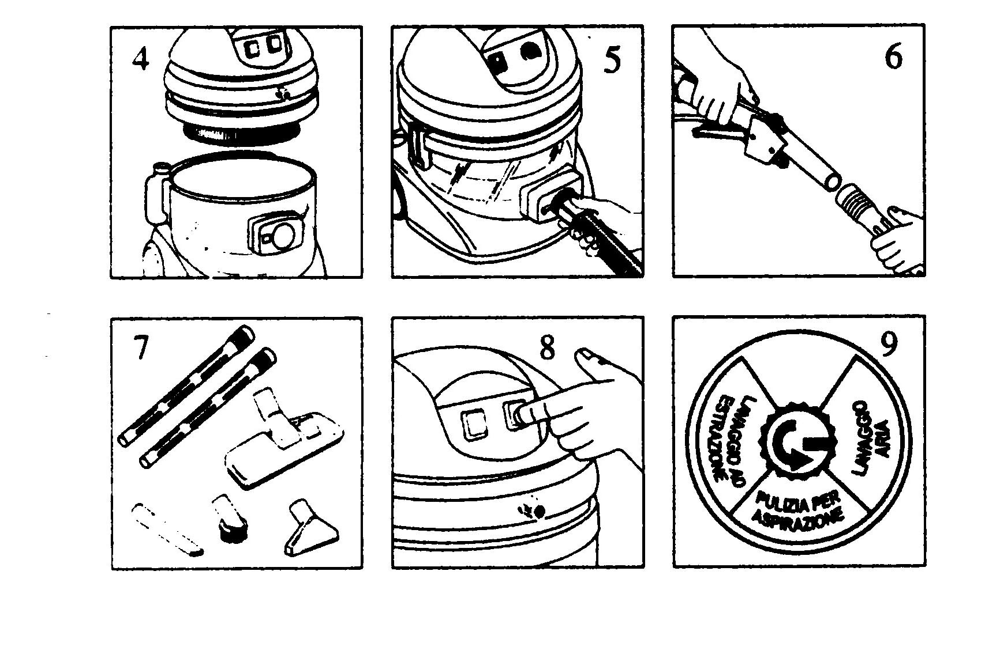 4
5
6
7
8
9
LAVAGGIO AD
ESTRAZIONE
LAVAGGIO
ARIA
PULIZIA PER
ASPIRAZIONE